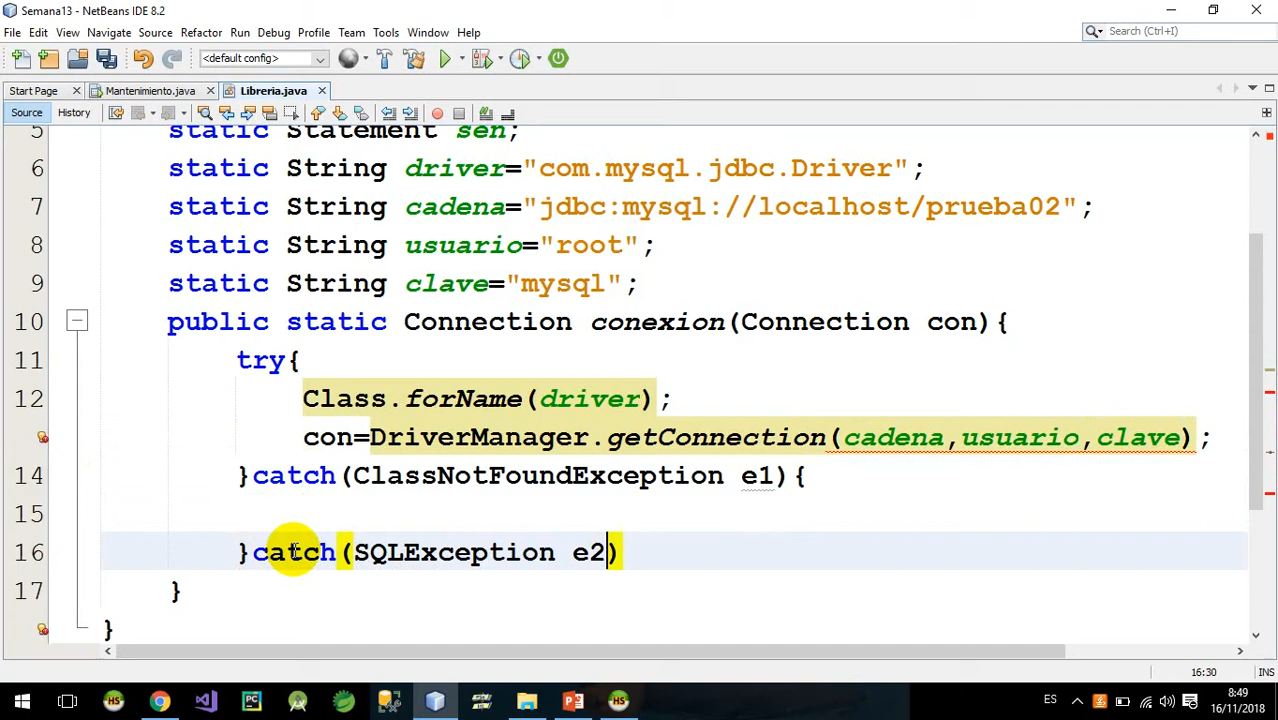 Semana13 - NetBeans IDE 8.2
File Edit View Navigate Source Refactor Run Debug Profile Team Tools Window Help
Search (Ctrl+I)
<default config>
Start Page Mantenimiento.java Libreria.java
Source History
5 static Statement sen;
6 static String driver="com.mysql.jdbc.Driver";
7 static String cadena="jdbc:mysql://localhost/prueba02";
8 static String usuario="root";
9 static String clave="mysql";
10 public static Connection conexion(Connection con){
11 try{
12 Class.forName(driver);
con=DriverManager.getConnection(cadena,usuario,clave);
14 }catch(ClassNotFoundException e1){
15
16 }catch(SQLException e2)
17 }
}
16:30 INS
HS PC HS ES 8:49
16/11/2018